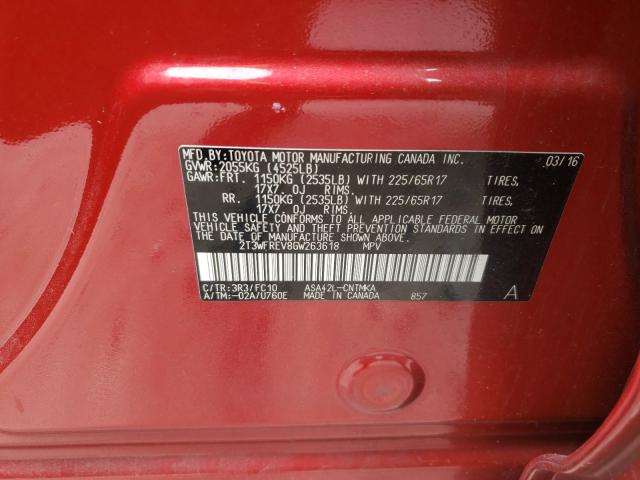 MFD.BY:TOYOTA MOTOR MANUFACTURING CANADA INC. 03/16
GVWR:2055KG (4525LB)
GAWR:FRT. 1150KG (2535LB) WITH 225/65R17 TIRES,
17X7.0J RIMS.
RR. 1150KG (2535LB) WITH 225/65R17 TIRES,
17X7.0J RIMS.
THIS VEHICLE CONFORMS TO ALL APPLICABLE FEDERAL MOTOR
VEHICLE SAFETY AND THEFT PREVENTION STANDARDS IN EFFECT
ON THE DATE OF MANUFACTURE SHOWN ABOVE.
2T3WFREV8GW263618 MPV
C/TR:3R3/FC10 ASA42L-CNTMKA
A/TM:-02A/U760E MADE IN CANADA 857 A